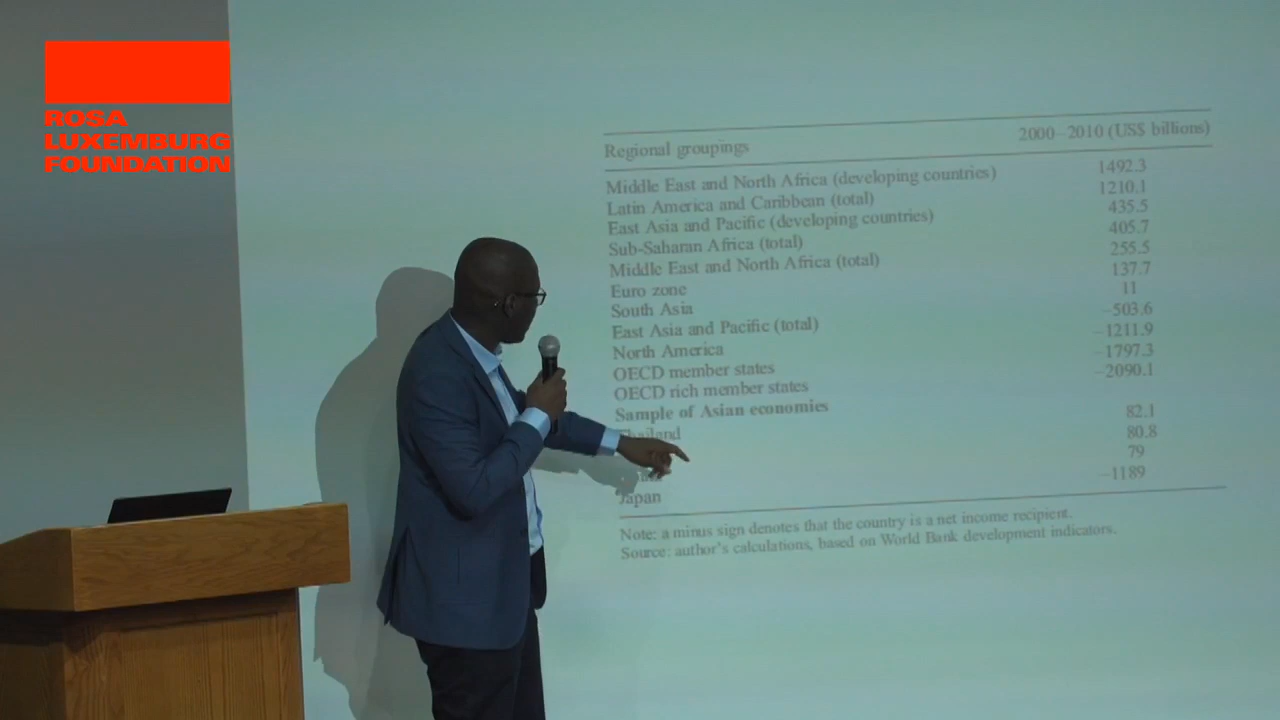 ROSA
LUXEMBURG
FOUNDATION
Regional groupings 2000–2010 (US$ billions)
Middle East and North Africa (developing countries) 1492.3
Latin America and Caribbean (total) 1210.1
East Asia and Pacific (developing countries) 435.5
Sub-Saharan Africa (total) 405.7
Middle East and North Africa (total) 255.5
Euro zone 137.7
South Asia 11
East Asia and Pacific (total) –503.6
North America –1211.9
OECD member states –1797.3
OECD rich member states –2090.1
Sample of Asian economies
Thailand 82.1
80.8
79
Japan –1189
Note: a minus sign denotes that the country is a net income recipient.
Source: author's calculations, based on World Bank development indicators.